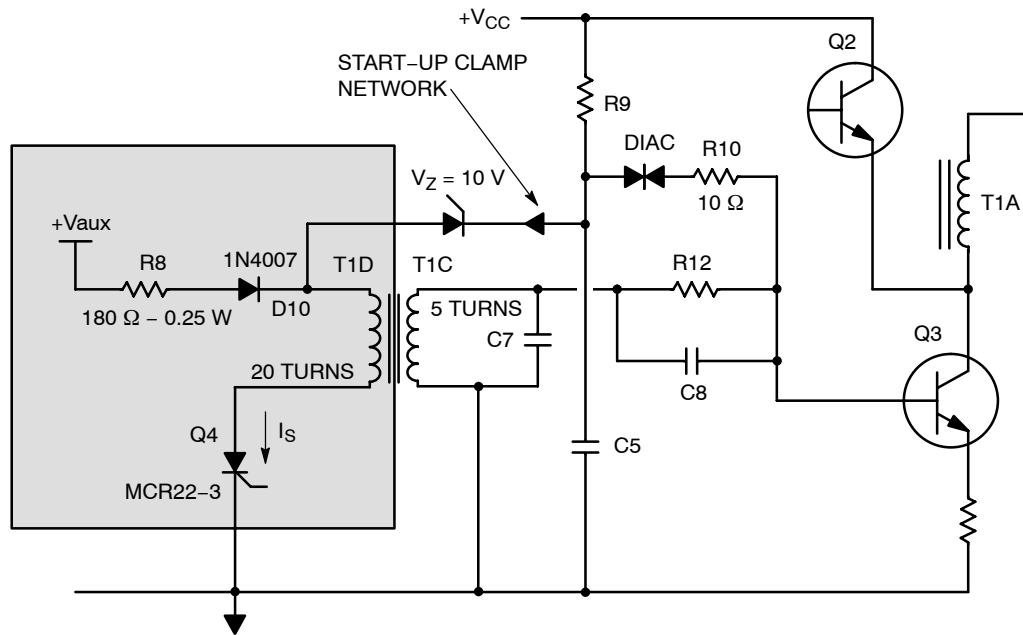 +VCC
Q2
START−UP CLAMP
NETWORK
R9
DIAC
R10
10 Ω
VZ = 10 V
T1A
+Vaux
R8
1N4007
D10
180 Ω − 0.25 W
T1D
T1C
5 TURNS
C7
R12
C8
Q3
20 TURNS
Q4
IS
MCR22−3
C5